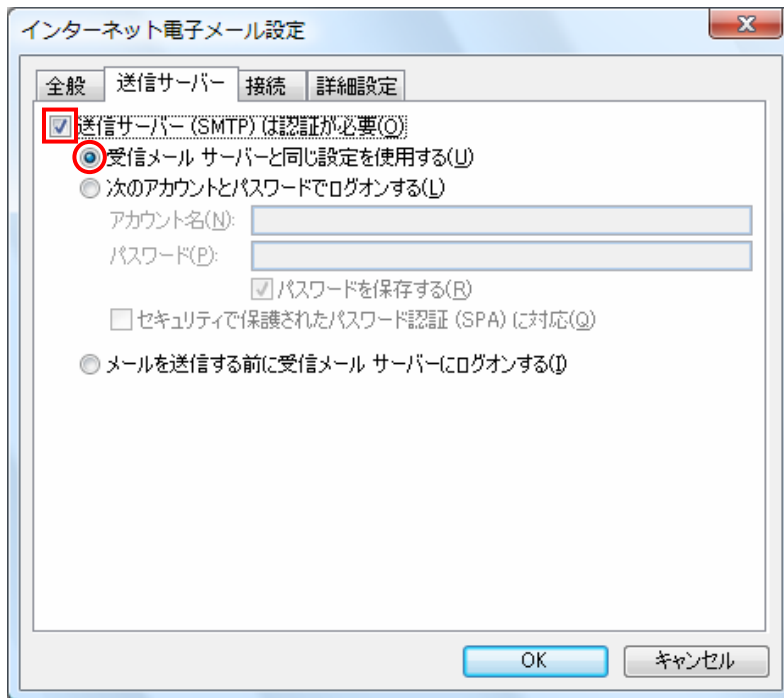 インターネット電子メール設定
全般 送信サーバー 接続 詳細設定
送信サーバー (SMTP) は認証が必要(O)
受信メール サーバーと同じ設定を使用する(U)
次のアカウントとパスワードでログオンする(L)
アカウント名(N):
パスワード(P):
パスワードを保存する(R)
セキュリティで保護されたパスワード認証 (SPA) に対応(Q)
メールを送信する前に受信メール サーバーにログオンする(I)
OK キャンセル